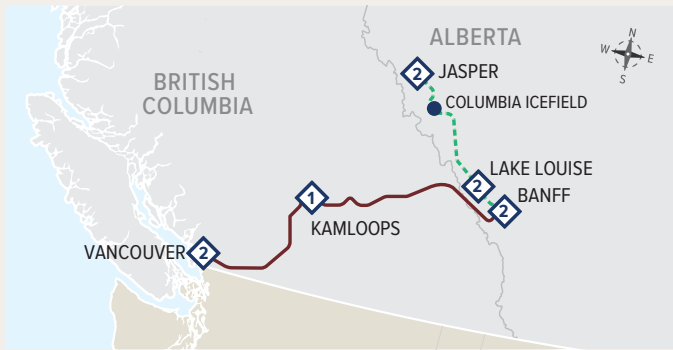 ALBERTA
N
W
E
S
2
JASPER
COLUMBIA ICEFIELD
BRITISH
COLUMBIA
LAKE LOUISE
2
BANFF
2
1
KAMLOOPS
VANCOUVER
2